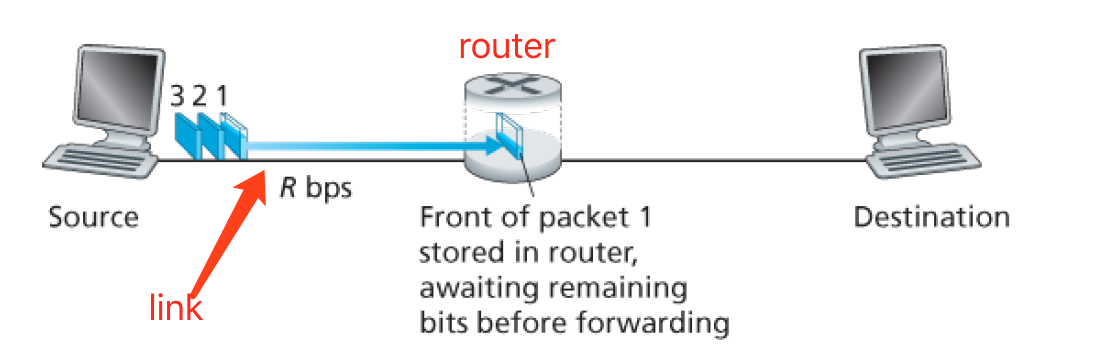 router
3 2 1
R bps
Source
Front of packet 1
stored in router,
awaiting remaining
bits before forwarding
Destination
link